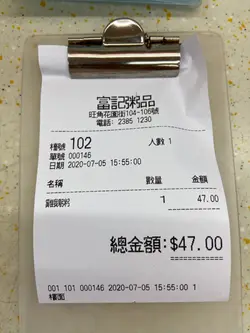 富記粥品
旺角花園街104-106號
電話: 2385 1230
檯號 102 人數 1
單號 000146
日期 2020-07-05 15:55:00
名稱 數量 金額
1 47.00
總金額:$47.00
001 101 000146 2020-07-05 15:55:00 1
檯面